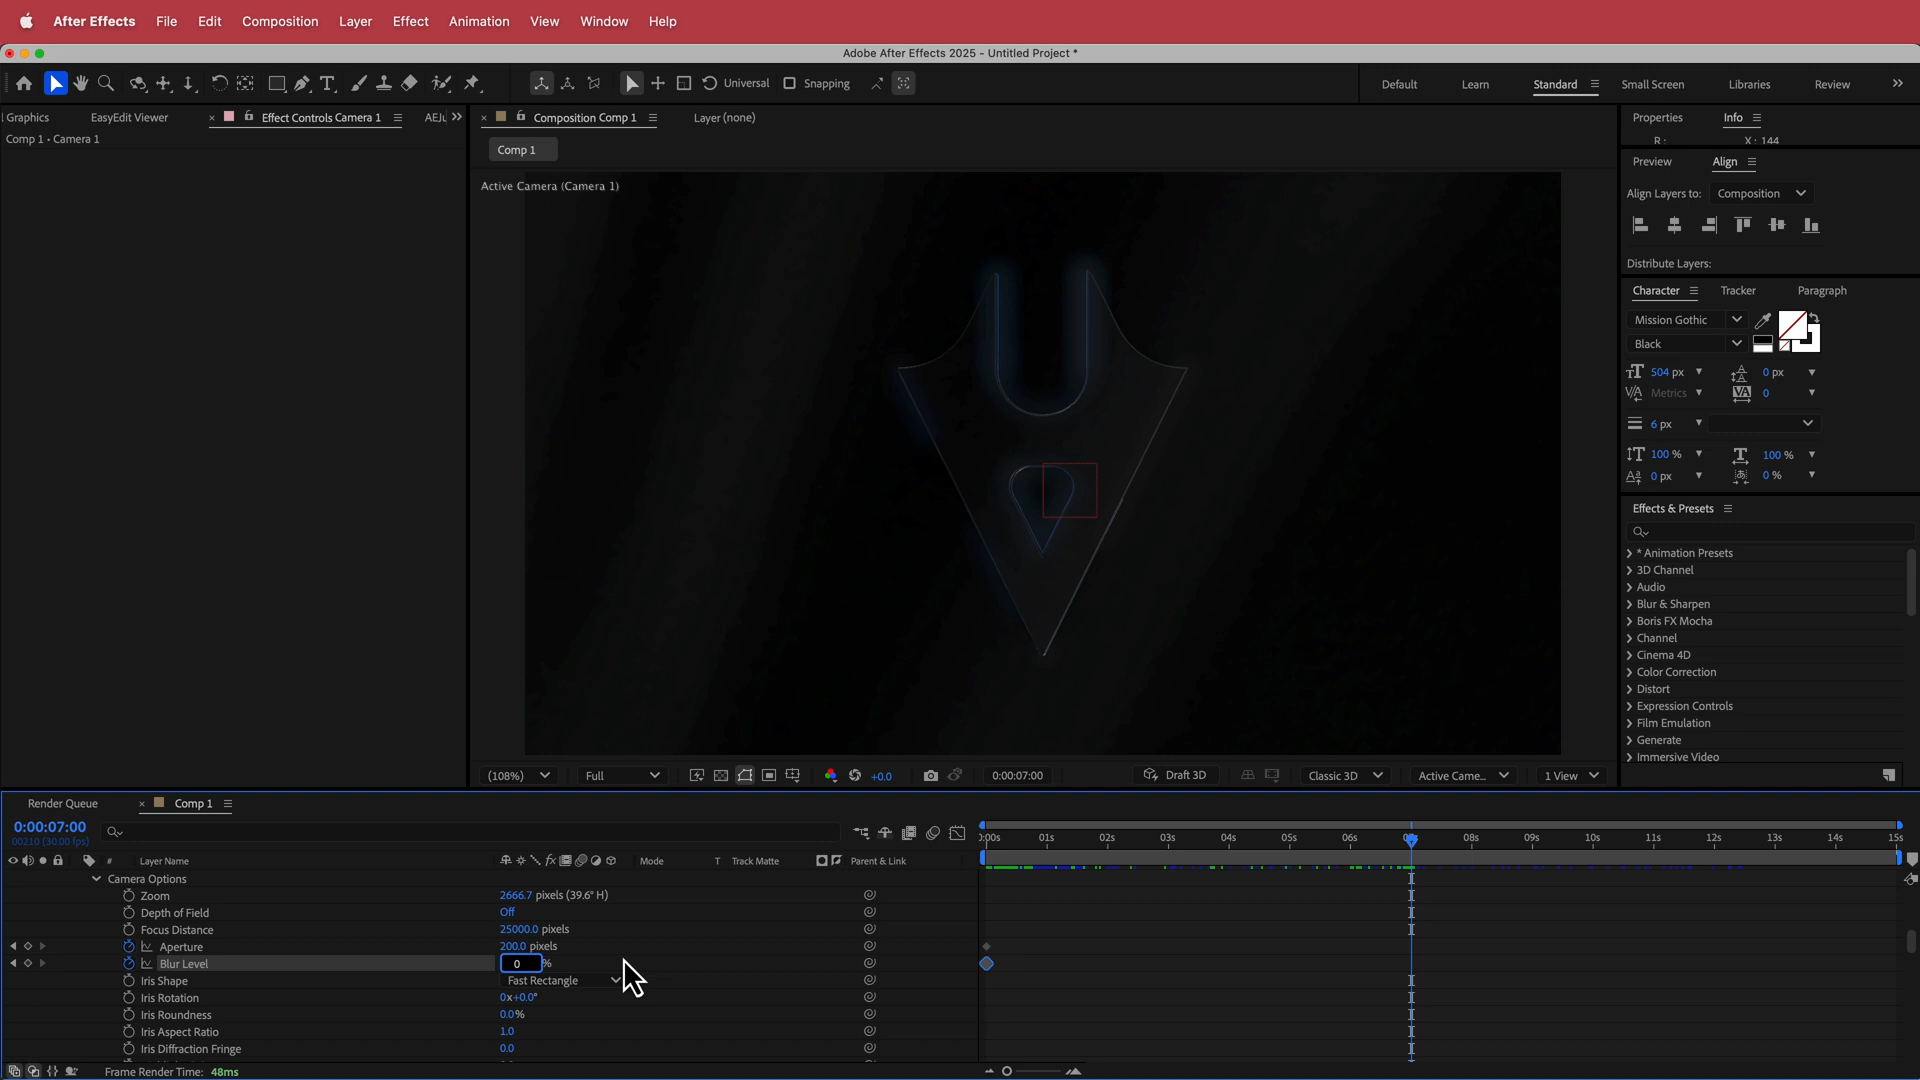 After Effects File Edit Composition Layer Effect Animation View Window Help
Adobe After Effects 2025 - Untitled Project *
Universal Snapping Default Learn Standard Small Screen Libraries Review
Graphics EasyEdit Viewer × Effect Controls Camera 1 × Composition Comp 1 Layer (none) Properties Info
Comp 1 • Camera 1 R: X: 144
Comp 1
Preview Align
Active Camera (Camera 1)
Align Layers to: Composition
Distribute Layers:
Character Tracker Paragraph
Mission Gothic
Black
504 px 0 px
Metrics 0
6 px
100 % 100 %
0 px 0 %
Effects & Presets
* Animation Presets
3D Channel
Audio
Blur & Sharpen
Boris FX Mocha
Channel
Cinema 4D
Color Correction
Distort
Expression Controls
Film Emulation
Generate
Immersive Video
(108%) Full +0.0 0:00:07:00 Draft 3D Classic 3D Active Came... 1 View
Render Queue × Comp 1
0:00:07:00
00210 (30.00 fps)
01s 02s 03s 04s 05s 06s 08s 09s 10s 11s 12s 13s 14s 15s
# Layer Name fx Mode T Track Matte Parent & Link
Camera Options
Zoom 2666.7 pixels (39.6° H)
Depth of Field Off
Focus Distance 25000.0 pixels
Aperture 200.0 pixels
Blur Level 0 %
Iris Shape Fast Rectangle
Iris Rotation 0x+0.0°
Iris Roundness 0.0%
Iris Aspect Ratio 1.0
Iris Diffraction Fringe 0.0
Frame Render Time: 48ms